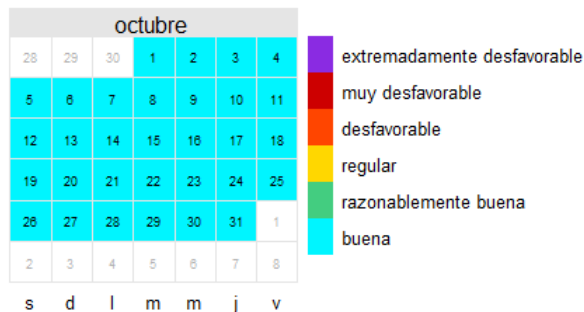 octubre
28 29 30 1 2 3 4
5 6 7 8 9 10 11
12 13 14 15 16 17 18
19 20 21 22 23 24 25
26 27 28 29 30 31 1
2 3 4 5 6 7 8
s d l m m j v
extremadamente desfavorable
muy desfavorable
desfavorable
regular
razonablemente buena
buena